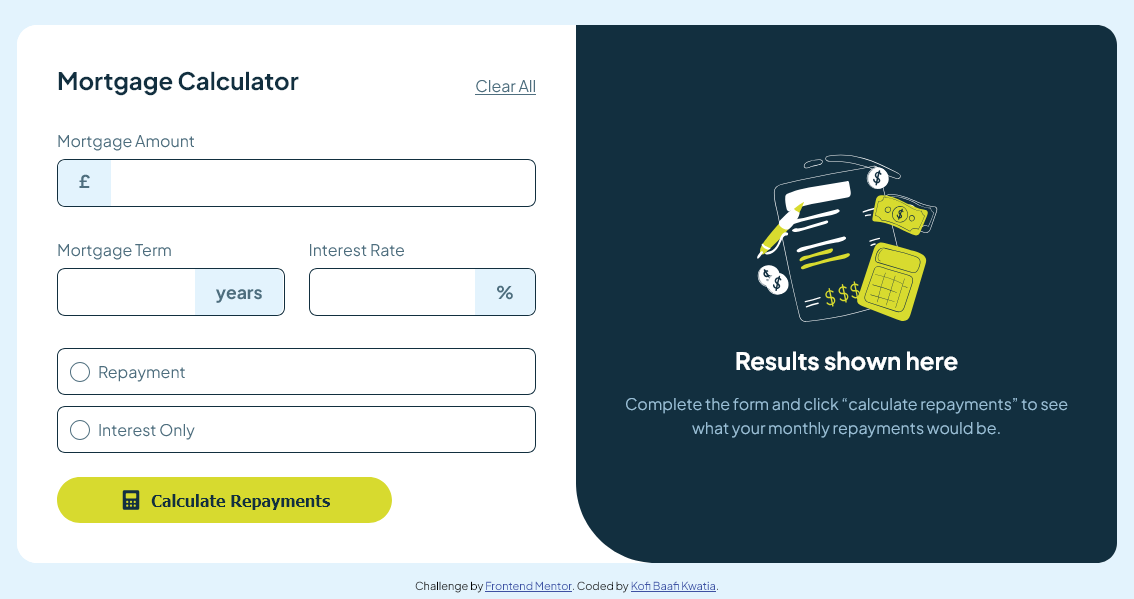 Mortgage Calculator
Clear All
Mortgage Amount
£
Mortgage Term
Interest Rate
years
%
Repayment
Interest Only
Calculate Repayments
$
$
$
$
$$$
Results shown here
Complete the form and click “calculate repayments” to see
what your monthly repayments would be.
Challenge by Frontend Mentor. Coded by Kofi Baafi Kwatia.